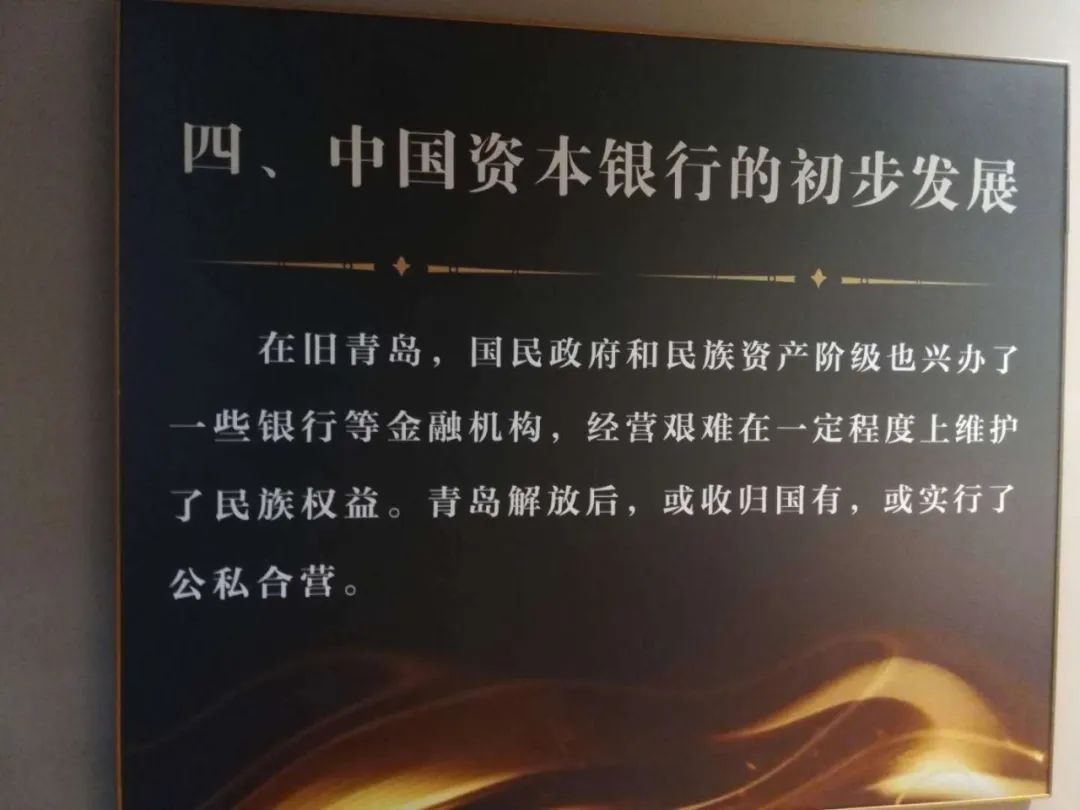 四、中国资本银行的初步发展
在旧青岛，国民政府和民族资产阶级也兴办了
一些银行等金融机构，经营艰难在一定程度上维护
了民族权益。青岛解放后，或收归国有，或实行了
公私合营。